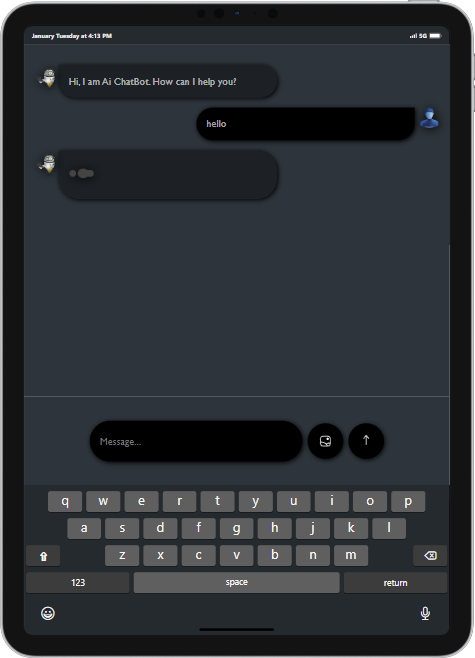 January Tuesday at 4:13 PM
5G
Hi, I am Ai ChatBot. How can I help you?
hello
Message...
q w e r t y u i o p
a s d f g h j k l
z x c v b n m
123 space return